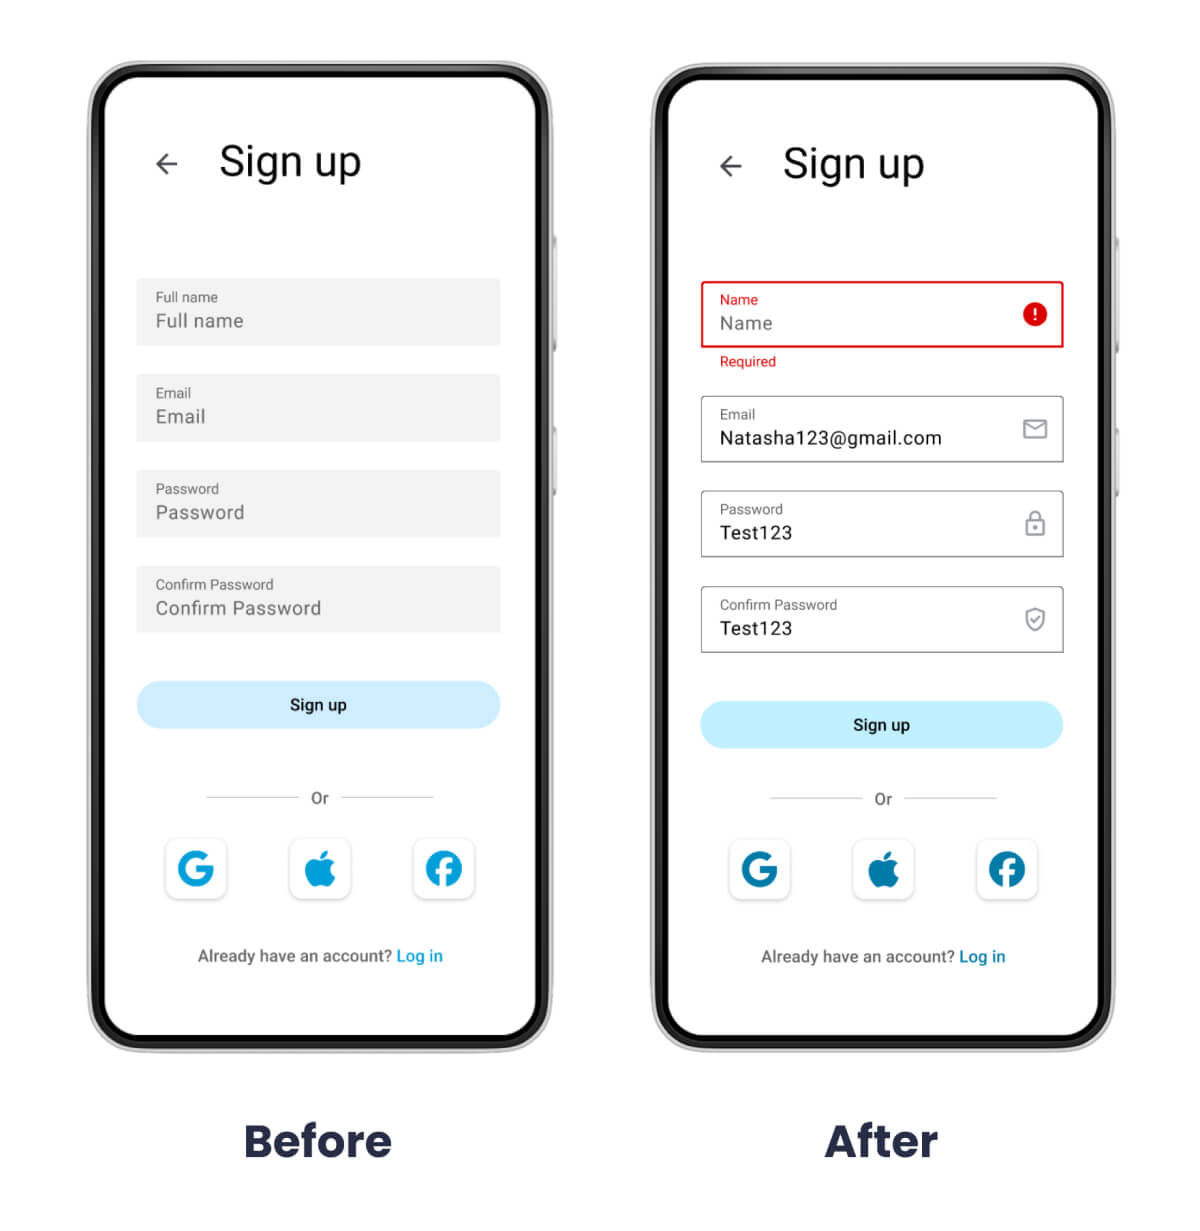 Sign up
Full name
Full name
Email
Email
Password
Password
Confirm Password
Confirm Password
Sign up
Or
Already have an account? Log in
Before
Sign up
Name
Name
Required
Email
Natasha123@gmail.com
Password
Test123
Confirm Password
Test123
Sign up
Or
Already have an account? Log in
After